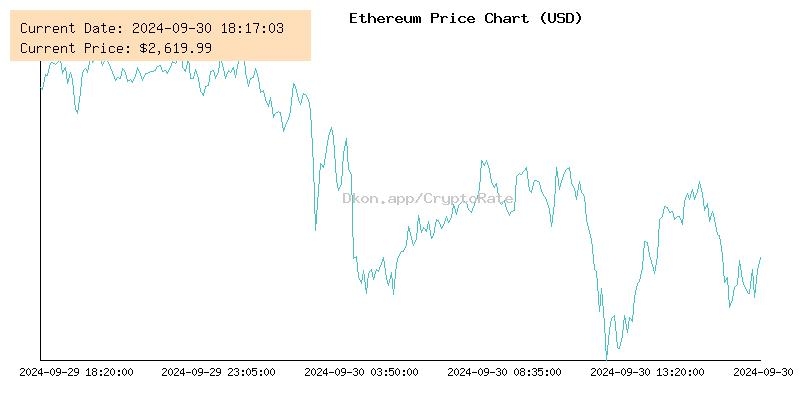 Ethereum Price Chart (USD)
Current Date: 2024-09-30 18:17:03
Current Price: $2,619.99
Dkon.app/CryptoRate
2024-09-29 18:20:00 2024-09-29 23:05:00 2024-09-30 03:50:00 2024-09-30 08:35:00 2024-09-30 13:20:00 2024-09-30